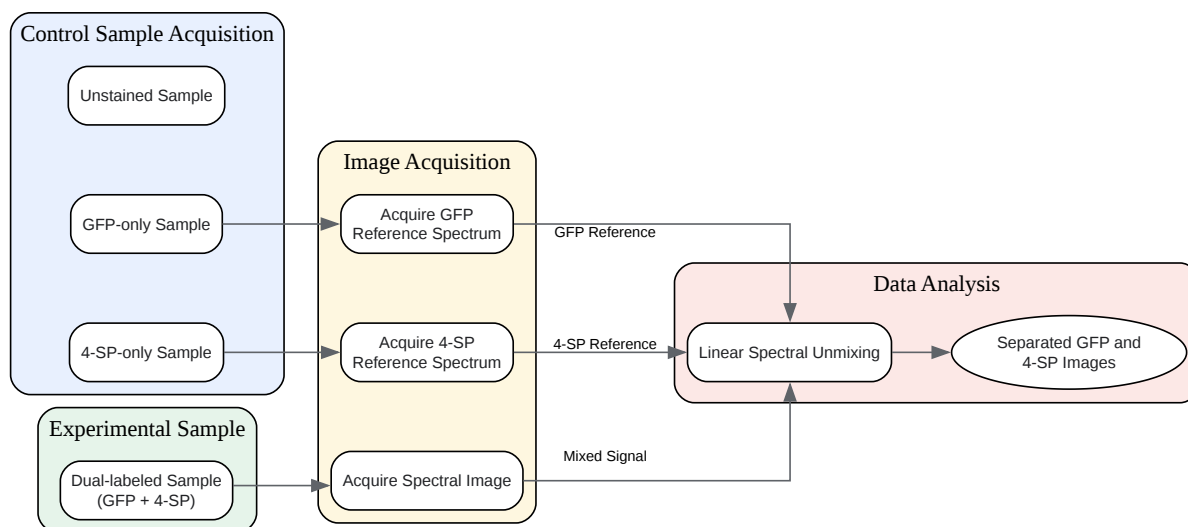 Control Sample Acquisition
Unstained Sample
GFP-only Sample
4-SP-only Sample
Experimental Sample
Dual-labeled Sample
(GFP + 4-SP)
Image Acquisition
Acquire GFP
Reference Spectrum
Acquire 4-SP
Reference Spectrum
Acquire Spectral Image
GFP Reference
4-SP Reference
Mixed Signal
Data Analysis
Linear Spectral Unmixing
Separated GFP and
4-SP Images